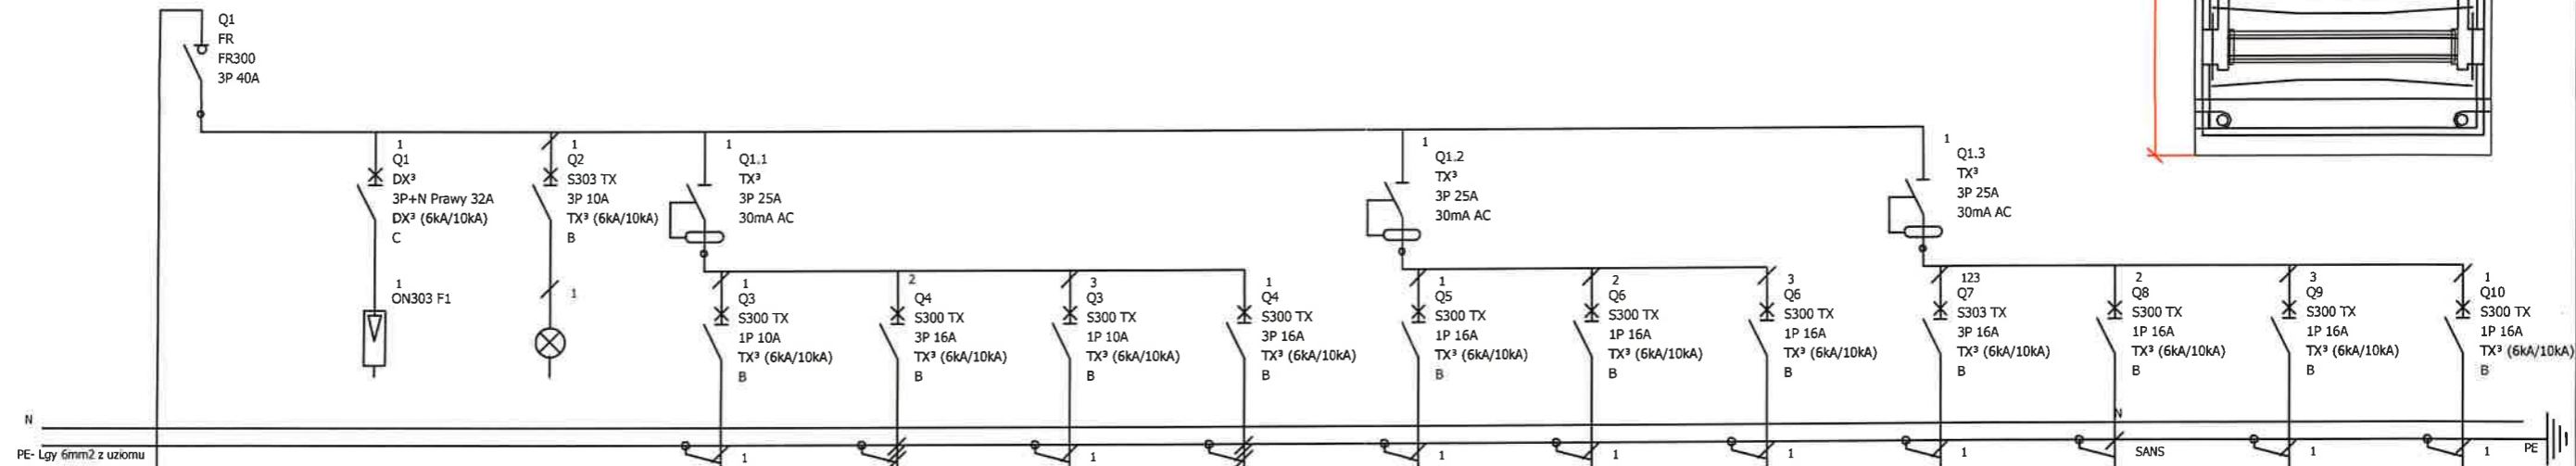 Q1
FR
FR300
3P 40A
1
Q1
DX³
3P+N Prawy 32A
DX³ (6kA/10kA)
C
1
ON303 F1
1
Q2
S303 TX
3P 10A
TX³ (6kA/10kA)
B
1
1
Q1.1
TX³
3P 25A
30mA AC
1
Q1.2
TX³
3P 25A
30mA AC
1
Q1.3
TX³
3P 25A
30mA AC
1
Q3
S300 TX
1P 10A
TX³ (6kA/10kA)
B
2
Q4
S300 TX
3P 16A
TX³ (6kA/10kA)
B
3
Q3
S300 TX
1P 10A
TX³ (6kA/10kA)
B
1
Q4
S300 TX
3P 16A
TX³ (6kA/10kA)
B
1
Q5
S300 TX
1P 16A
TX³ (6kA/10kA)
B
2
Q6
S300 TX
1P 16A
TX³ (6kA/10kA)
B
3
Q6
S300 TX
1P 16A
TX³ (6kA/10kA)
B
123
Q7
S303 TX
3P 16A
TX³ (6kA/10kA)
B
2
Q8
S300 TX
1P 16A
TX³ (6kA/10kA)
B
3
Q9
S300 TX
1P 16A
TX³ (6kA/10kA)
B
1
Q10
S300 TX
1P 16A
TX³ (6kA/10kA)
B
N
N
PE- Lgy 6mm2 z uziomu
1
1
1
1
1
1
SANS
1
1
PE